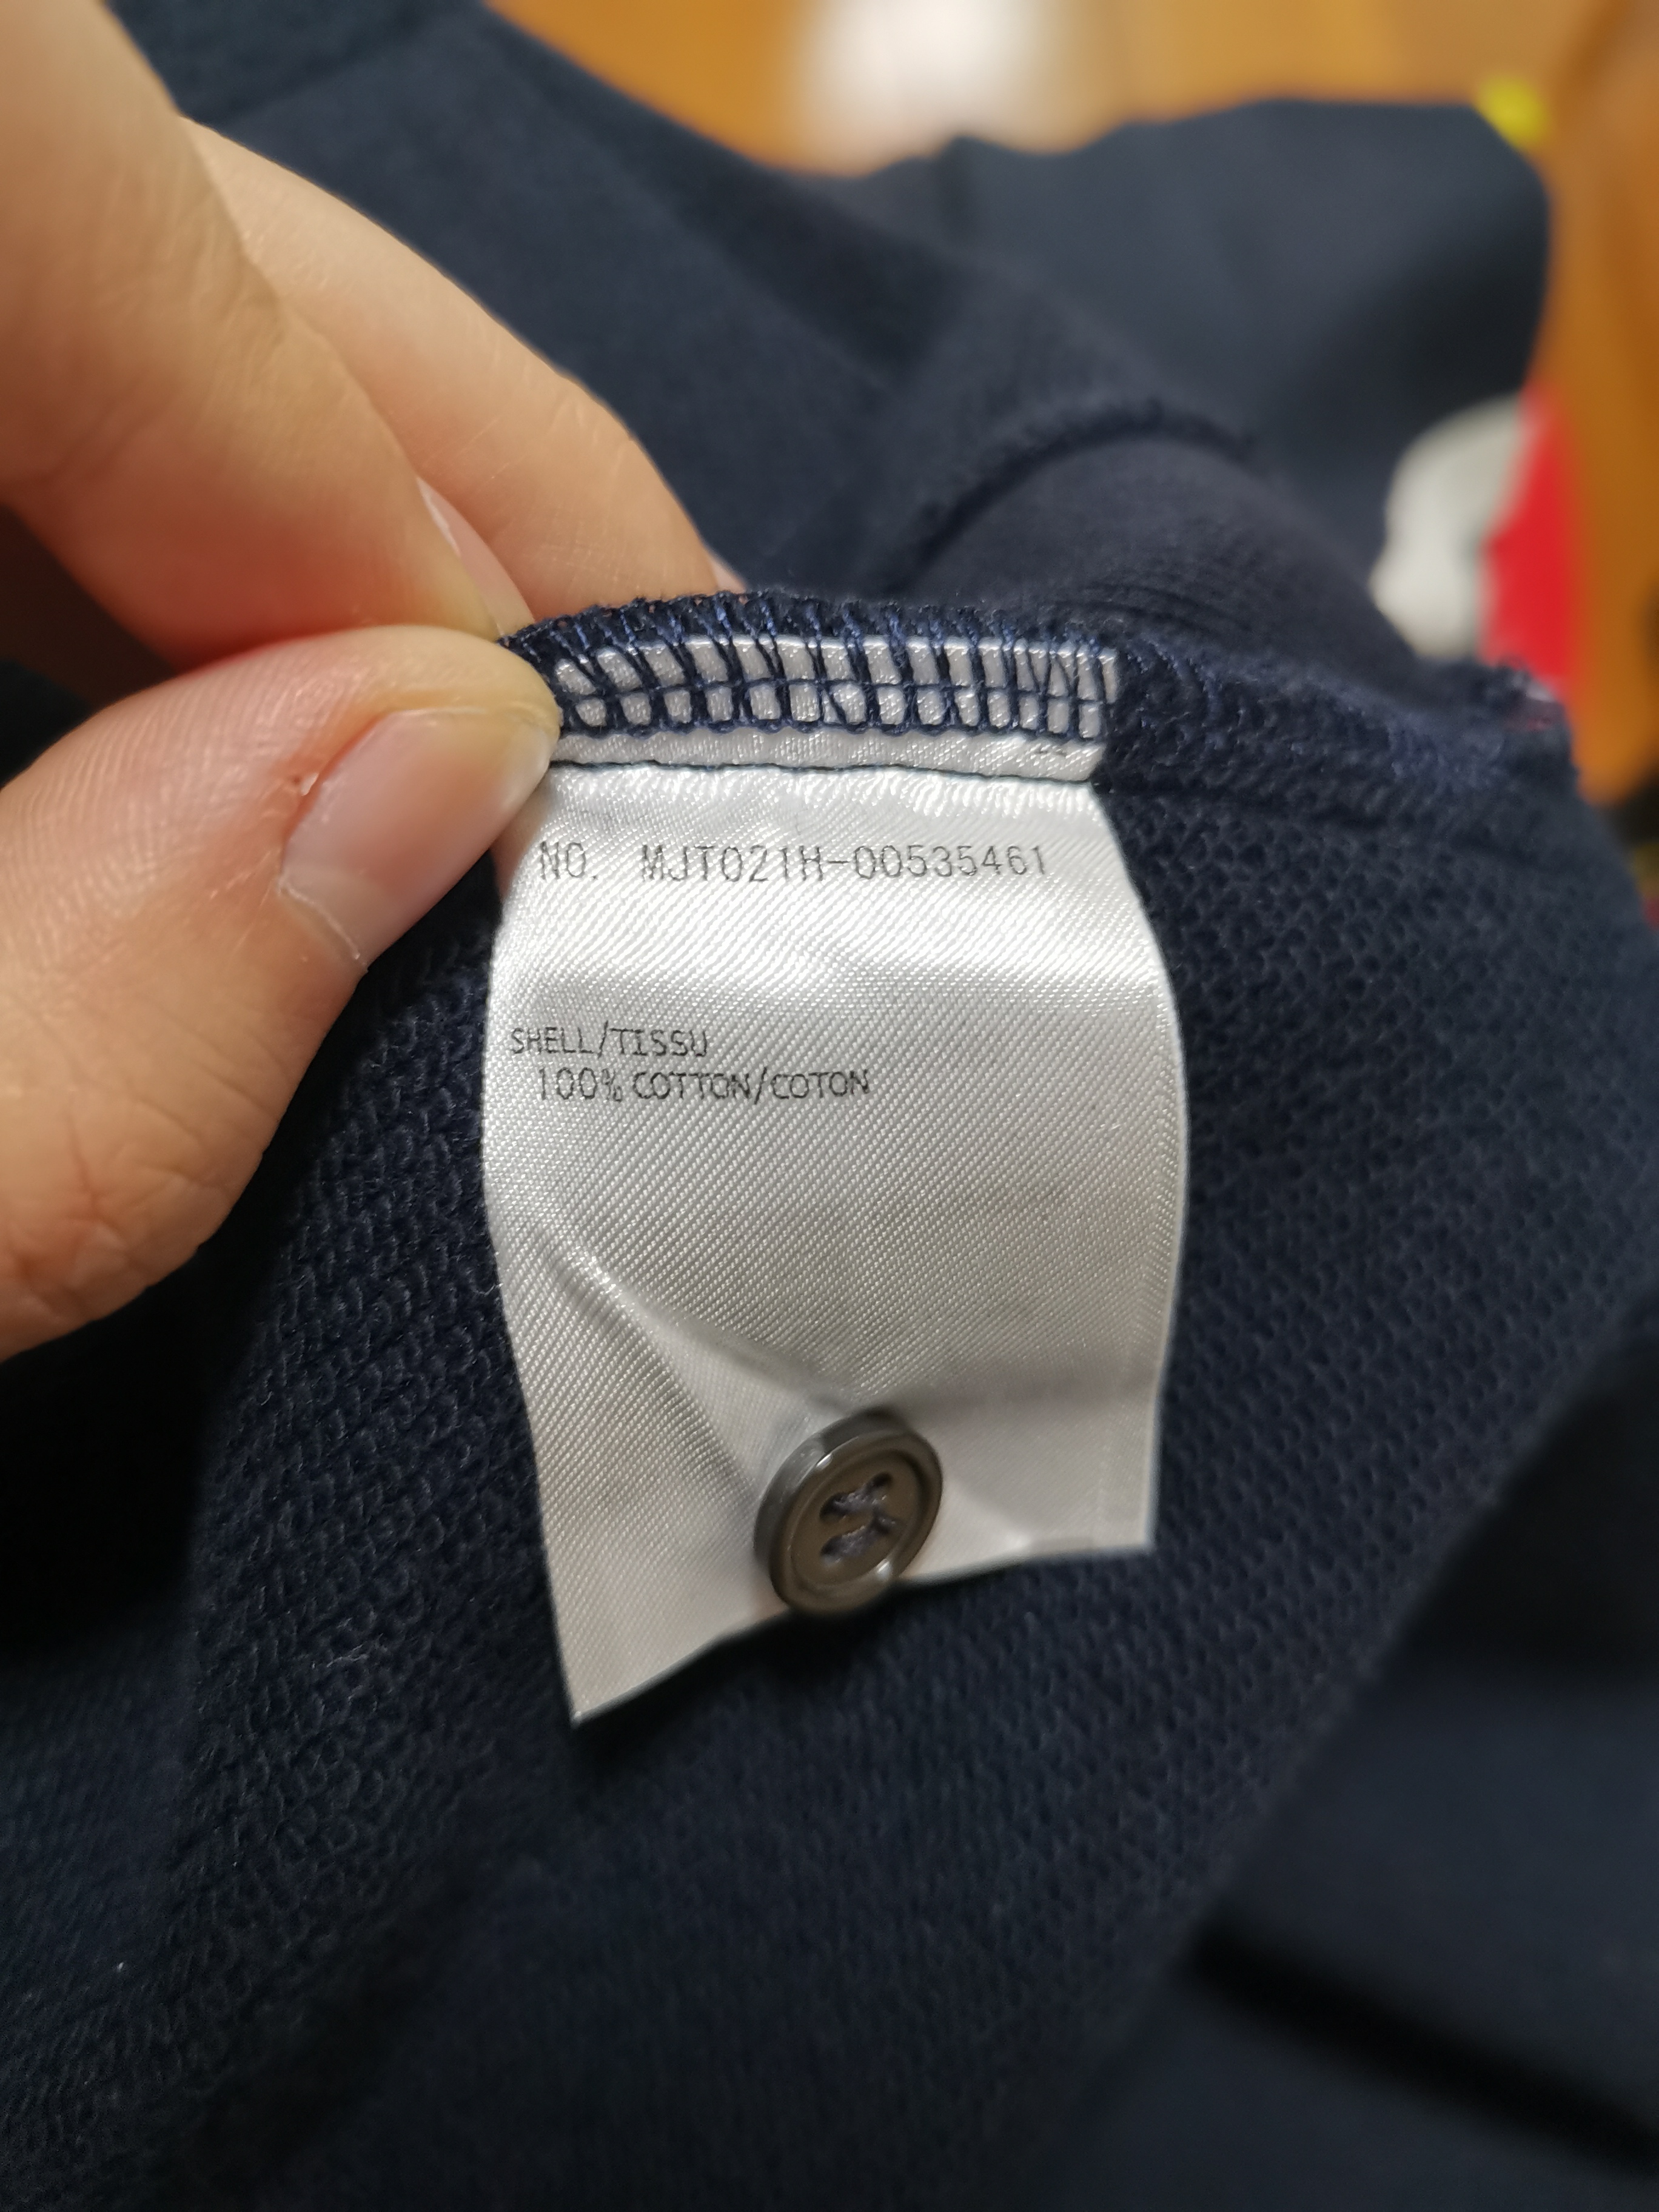 NO. MJT021H-00535461
SHELL/TISSU
100% COTTON/COTON